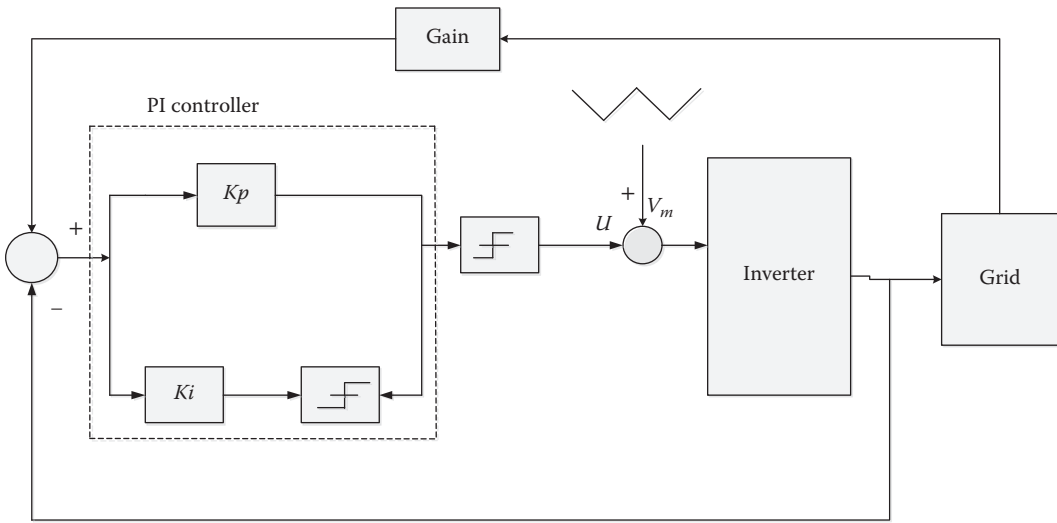 Gain
PI controller
Kp
+
+
U
V_m
Inverter
Grid
−
Ki